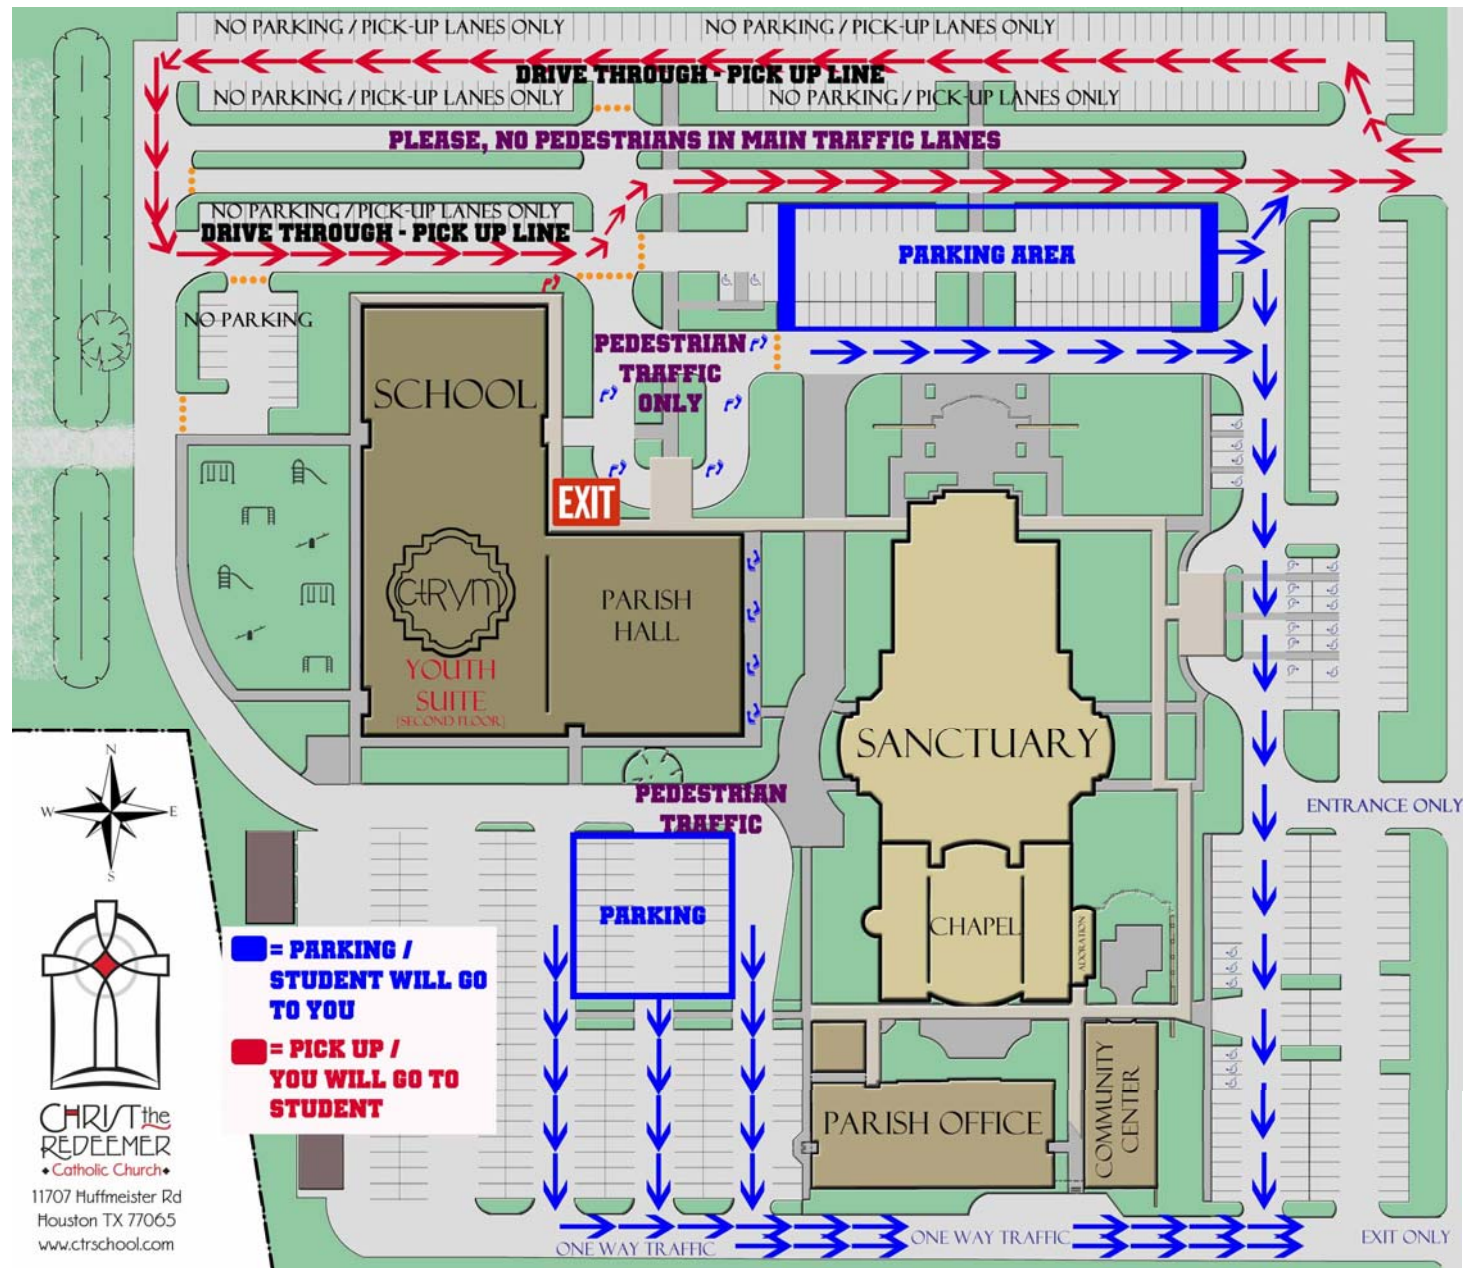 NO PARKING / PICK-UP LANES ONLY
NO PARKING / PICK-UP LANES ONLY
DRIVE THROUGH - PICK UP LINE
NO PARKING / PICK-UP LANES ONLY
NO PARKING / PICK-UP LANES ONLY
PLEASE, NO PEDESTRIANS IN MAIN TRAFFIC LANES
NO PARKING / PICK-UP LANES ONLY
DRIVE THROUGH - PICK UP LINE
PARKING AREA
NO PARKING
PEDESTRIAN
TRAFFIC
ONLY
SCHOOL
EXIT
CTRYM
YOUTH
SUITE
[SECOND FLOOR]
PARISH
HALL
SANCTUARY
N
W
E
S
PEDESTRIAN
TRAFFIC
ENTRANCE ONLY
PARKING
CHAPEL
ADORATION
= PARKING /
STUDENT WILL GO
TO YOU
= PICK UP /
YOU WILL GO TO
STUDENT
PARISH OFFICE
COMMUNITY
CENTER
CHRIST the
REDEEMER
Catholic Church
11707 Huffmeister Rd
Houston TX 77065
www.ctrschool.com
ONE WAY TRAFFIC
ONE WAY TRAFFIC
EXIT ONLY